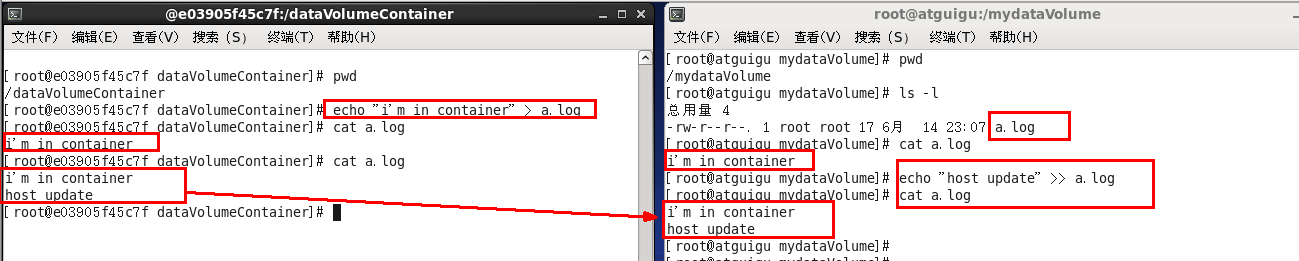 @e03905f45c7f:/dataVolumeContainer
文件(F) 编辑(E) 查看(V) 搜索 (S) 终端(T) 帮助(H)
[root@e03905f45c7f dataVolumeContainer]# pwd
/dataVolumeContainer
[root@e03905f45c7f dataVolumeContainer]# echo "i'm in container" > a.log
[root@e03905f45c7f dataVolumeContainer]# cat a.log
i'm in container
[root@e03905f45c7f dataVolumeContainer]# cat a.log
i'm in container
host update
[root@e03905f45c7f dataVolumeContainer]#
root@atguigu:/mydataVolume
文件(F) 编辑(E) 查看(V) 搜索 (S) 终端(T) 帮助(H)
[root@atguigu mydataVolume]# pwd
/mydataVolume
[root@atguigu mydataVolume]# ls -l
总用量 4
-rw-r--r--. 1 root root 17 6月 14 23:07 a.log
[root@atguigu mydataVolume]# cat a.log
i'm in container
[root@atguigu mydataVolume]# echo "host update" >> a.log
[root@atguigu mydataVolume]# cat a.log
i'm in container
host update
[root@atguigu mydataVolume]#